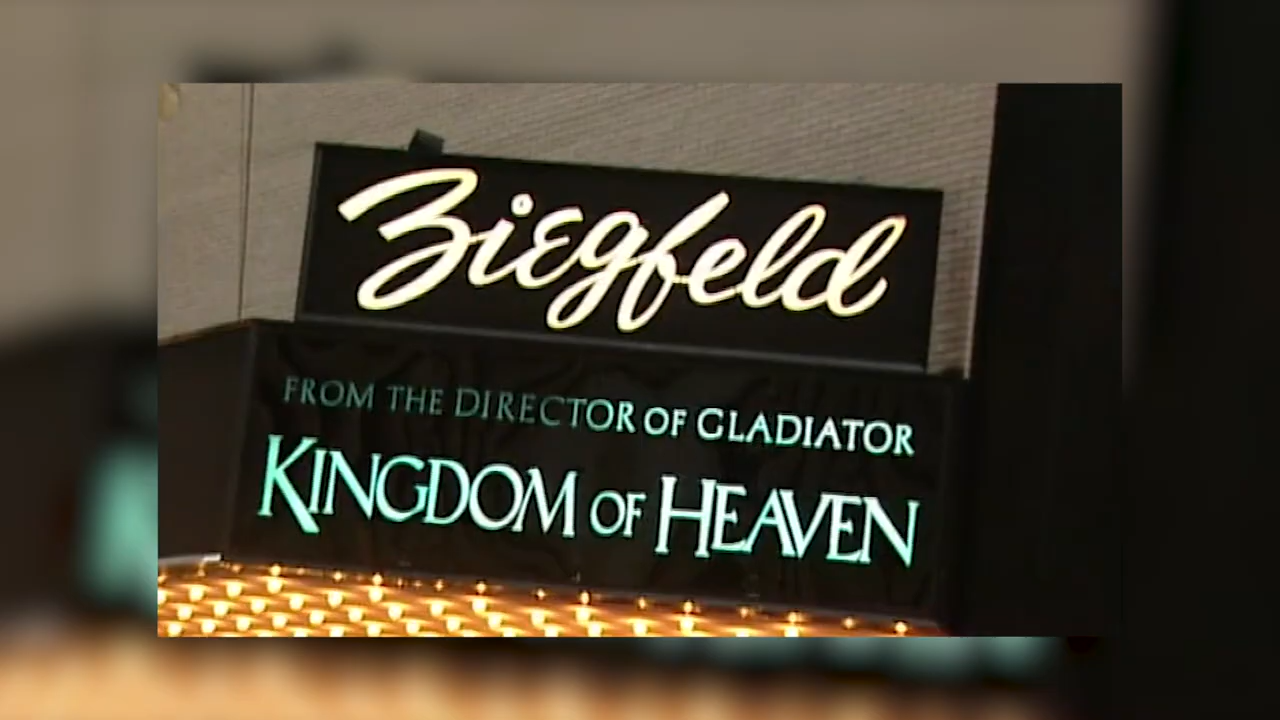 Ziegfeld
FROM THE DIRECTOR OF GLADIATOR
KINGDOM OF HEAVEN